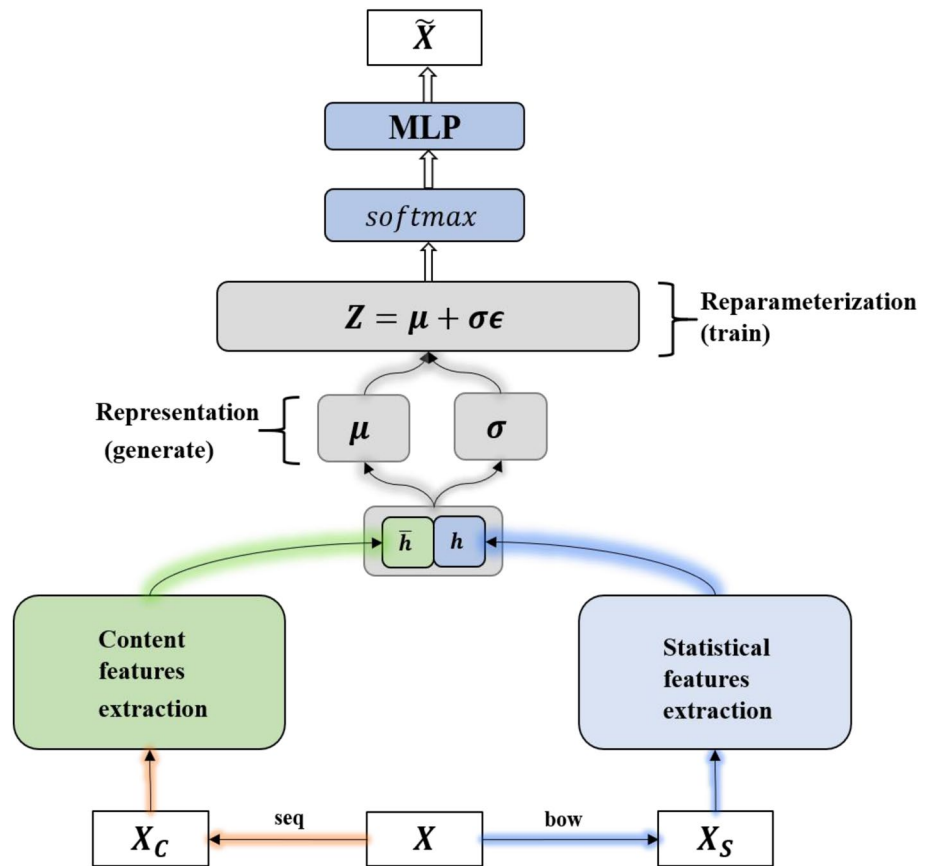 X̃
MLP
softmax
Z = μ + σϵ
Reparameterization
(train)
Representation
(generate)
μ
σ
h̅
h
Content
features
extraction
Statistical
features
extraction
X_C
seq
X
bow
X_S